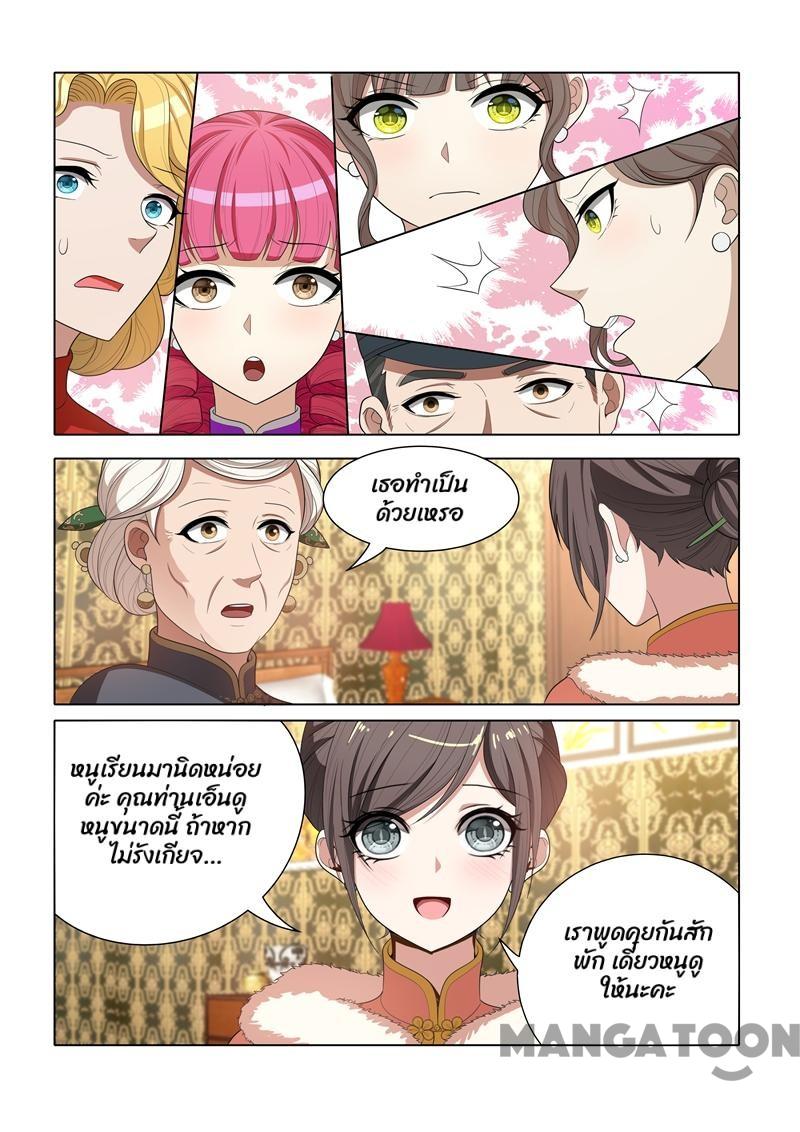 เธอทำเป็น
ด้วยเหรอ
หนูเรียนมานิดหน่อย
ค่ะ คุณท่านเอ็นดู
หนูขนาดนี้ ถ้าหาก
ไม่รังเกียจ...
เราพูดคุยกันสัก
พัก เดี๋ยวหนูดู
ให้นะคะ
MANGATOON